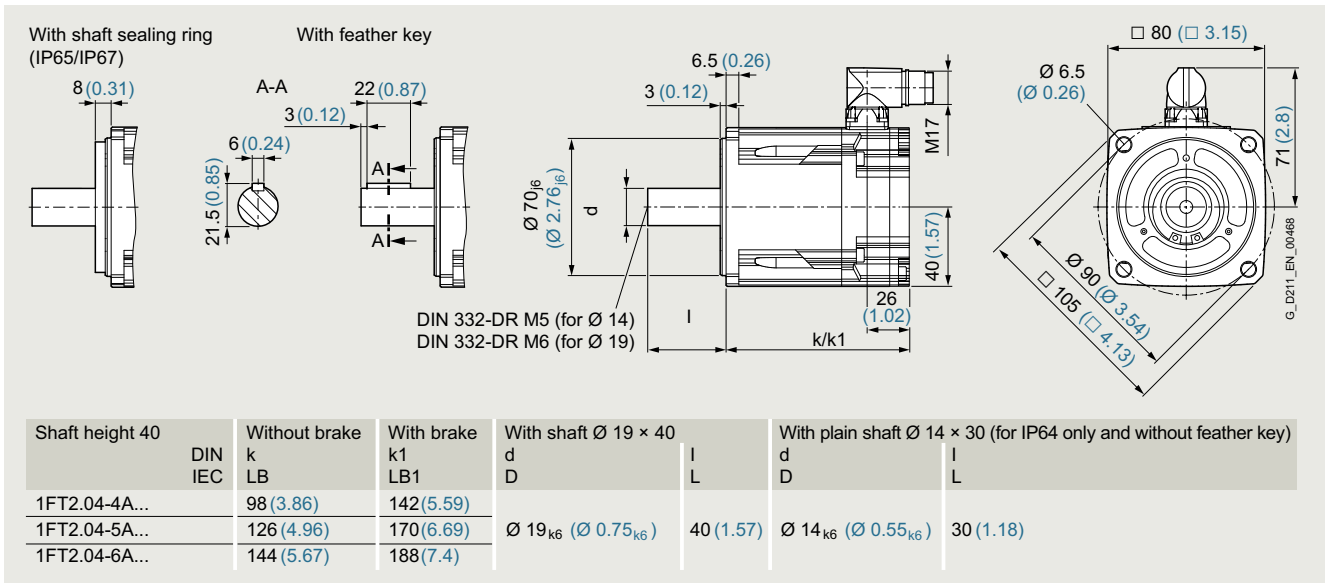 With shaft sealing ring
(IP65/IP67)
8 (0.31)
With feather key
A-A
22 (0.87)
3 (0.12)
6 (0.24)
21.5 (0.85)
A
A
6.5 (0.26)
3 (0.12)
M17
Ø 70j6
(Ø 2.76j6)
d
40 (1.57)
26
(1.02)
DIN 332-DR M5 (for Ø 14)
DIN 332-DR M6 (for Ø 19)
l
k/k1
□ 80 (□ 3.15)
Ø 6.5
(Ø 0.26)
71 (2.8)
Ø 90 (Ø 3.54)
□ 105 (□ 4.13)
G_D211_EN_00468
Shaft height 40 Without brake With brake With shaft Ø 19 × 40 With plain shaft Ø 14 × 30 (for IP64 only and without feather key)
DIN k k1 d l d l
IEC LB LB1 D L D L
1FT2.04-4A... 98 (3.86) 142 (5.59)
1FT2.04-5A... 126 (4.96) 170 (6.69) Ø 19k6 (Ø 0.75k6) 40 (1.57) Ø 14k6 (Ø 0.55k6) 30 (1.18)
1FT2.04-6A... 144 (5.67) 188 (7.4)